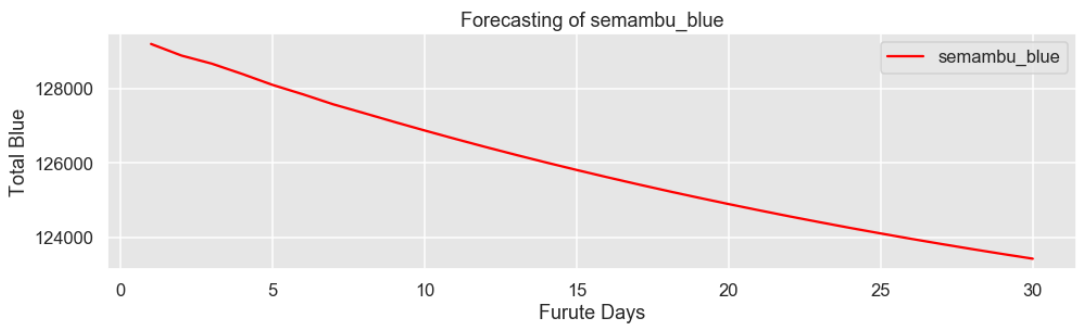 Forecasting of semambu_blue
semambu_blue
Total Blue
128000
126000
124000
0 5 10 15 20 25 30
Furute Days